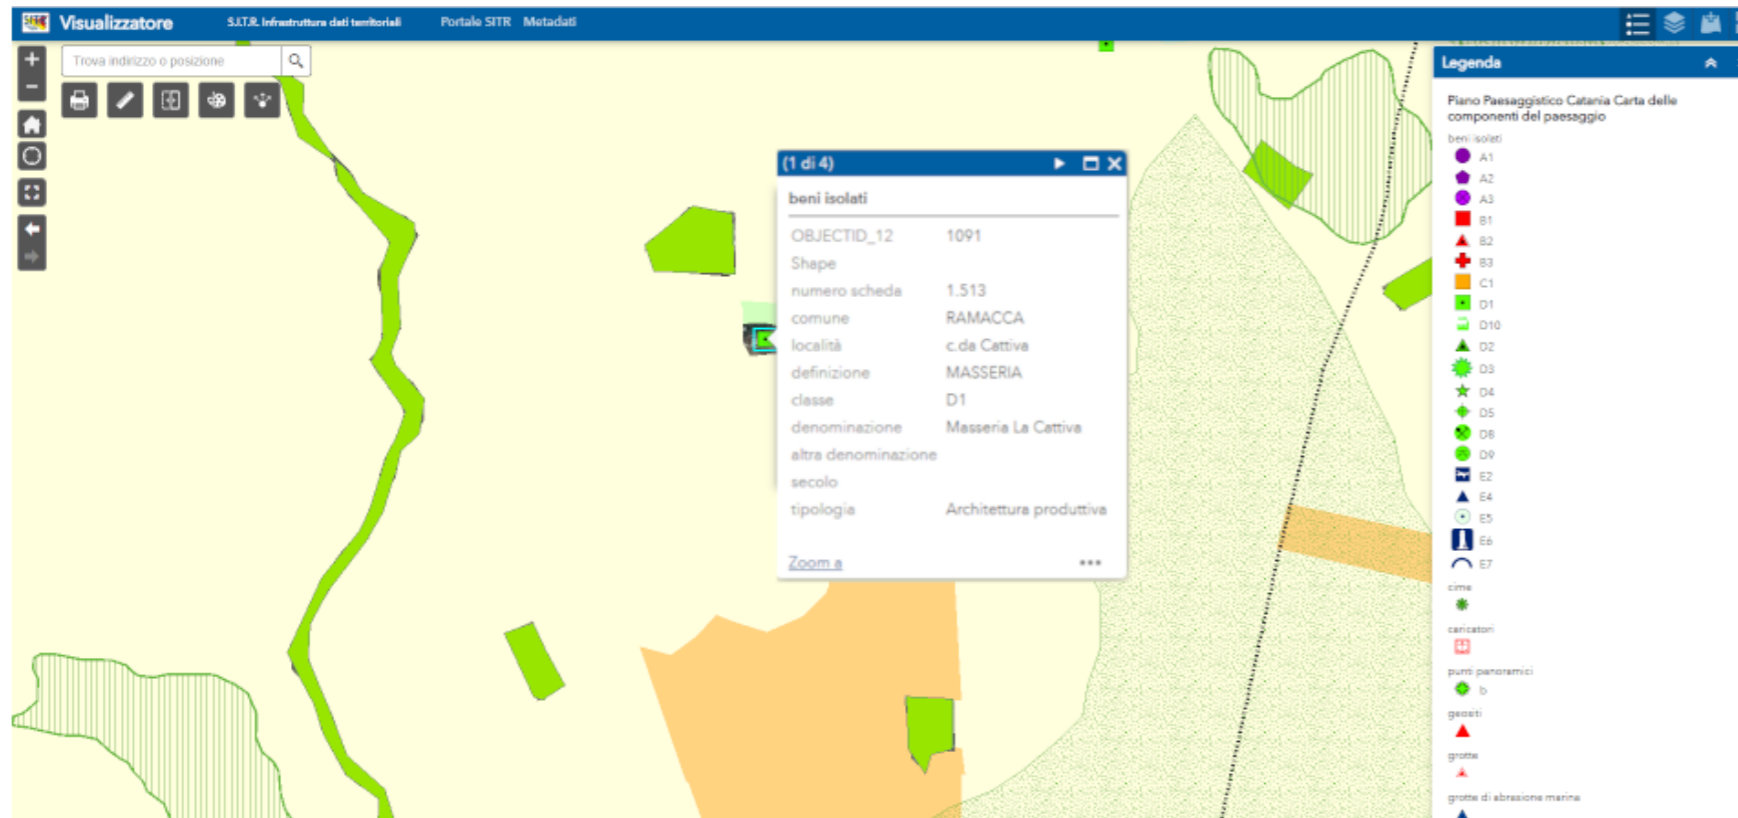 SITR Visualizzatore S.I.T.R. Infrastruttura dati territoriali Portale SITR Metadati
Trova indirizzo o posizione
(1 di 4)
beni isolati
OBJECTID_12 1091
Shape
numero scheda 1.513
comune RAMACCA
località c.da Cattiva
definizione MASSERIA
classe D1
denominazione Masseria La Cattiva
altra denominazione
secolo
tipologia Architettura produttiva
Zoom a
Legenda
Piano Paesaggistico Catania Carta delle
componenti del paesaggio
beni isolati
A1
A2
A3
B1
B2
B3
C1
D1
D10
D2
D3
D4
D5
D8
D9
E2
E4
E5
E6
E7
cime
caricatori
punti panoramici
b
geositi
grotte
grotte di abrasione marina